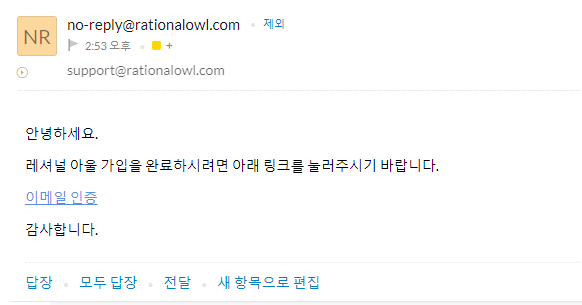 NR
no-reply@rationalowl.com • 제외
2:53 오후 • +
support@rationalowl.com
안녕하세요.
레셔널 아울 가입을 완료하시려면 아래 링크를 눌러주시기 바랍니다.
이메일 인증
감사합니다.
답장 • 모두 답장 • 전달 • 새 항목으로 편집